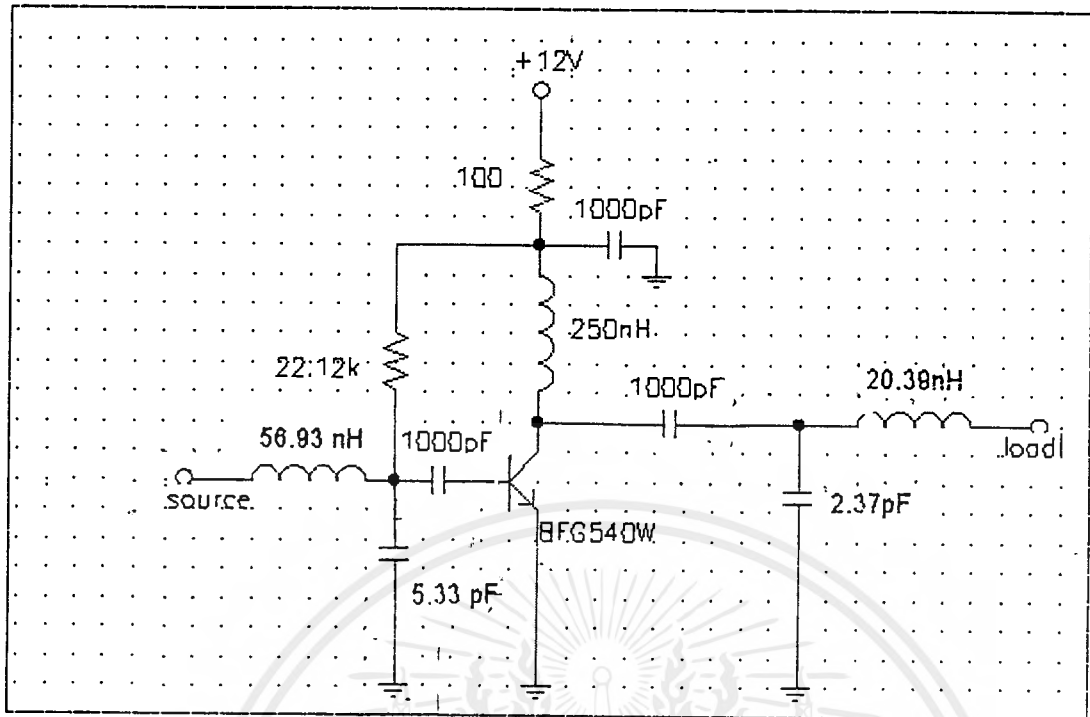 +12V
100
1000pF
250nH
22.12k
1000pF
20.39nH
56.93 nH
1000pF
source
load
BFG540W
2.37pF
5.33 pF